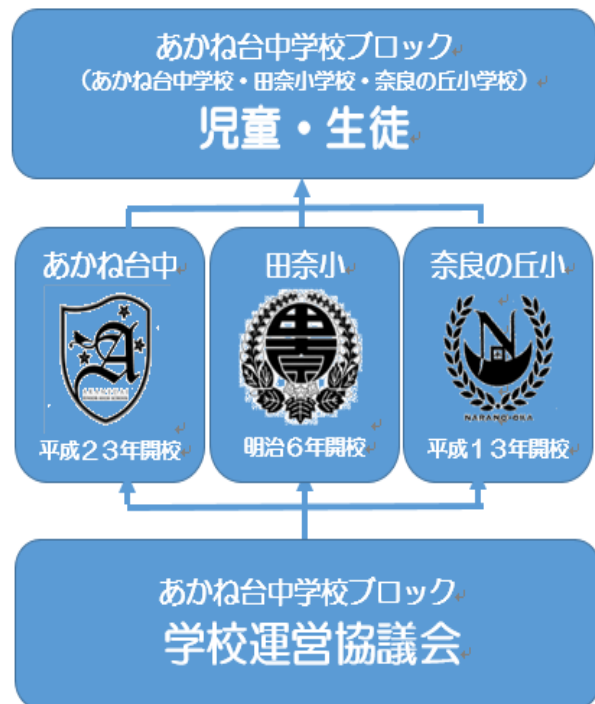 あかね台中学校ブロック
（あかね台中学校・田奈小学校・奈良の丘小学校）
児童・生徒
あかね台中
田奈小
奈良の丘小
A
田奈
N
NARANO-OKA
平成２３年開校
明治６年開校
平成１３年開校
あかね台中学校ブロック
学校運営協議会